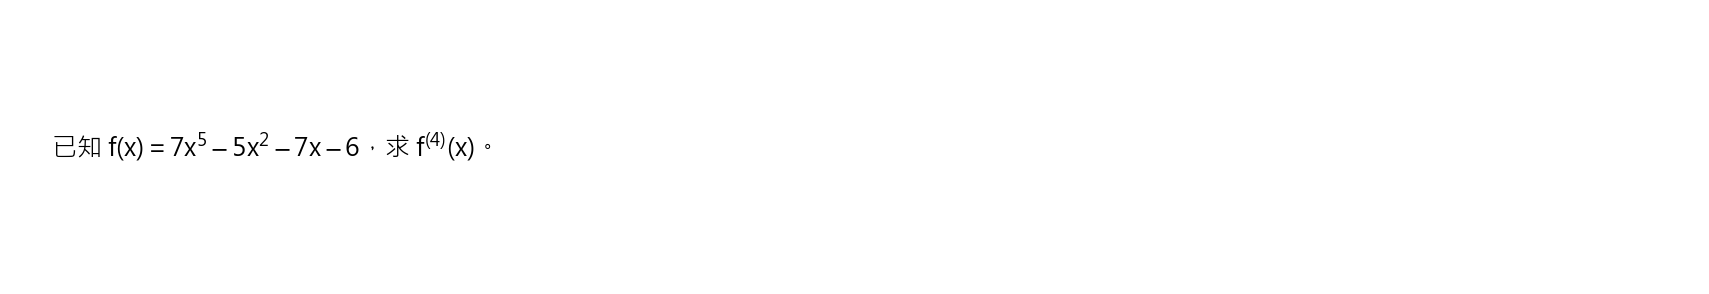 已知 f(x) = 7x⁵ – 5x² – 7x – 6，求 f⁽⁴⁾(x)。